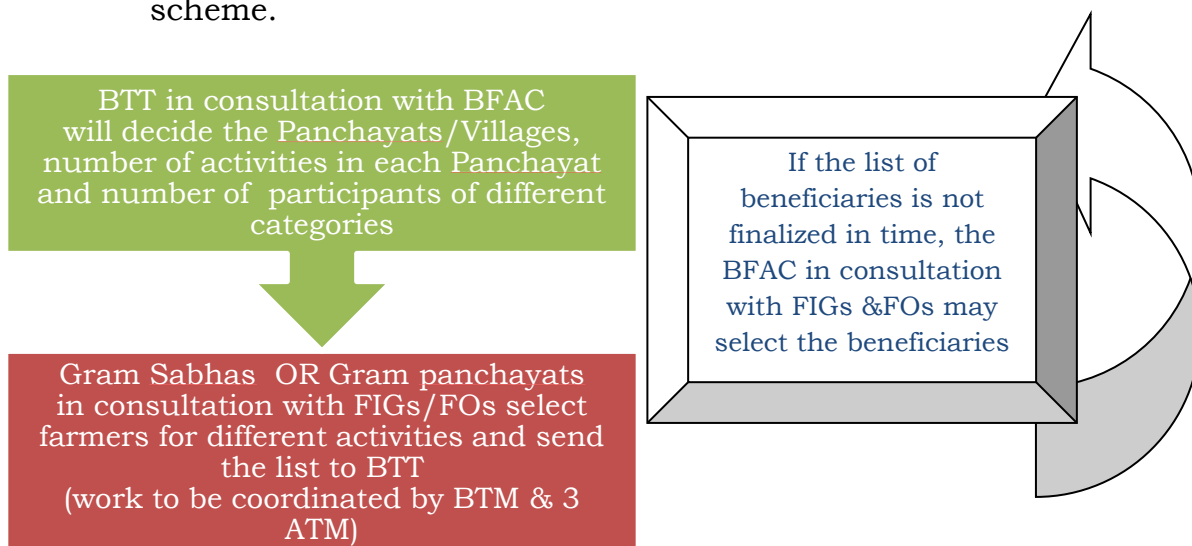 scheme.
BTT in consultation with BFAC
will decide the Panchayats/Villages,
number of activities in each Panchayat
and number of participants of different
categories
Gram Sabhas OR Gram panchayats
in consultation with FIGs/FOs select
farmers for different activities and send
the list to BTT
(work to be coordinated by BTM & 3
ATM)
If the list of
beneficiaries is not
finalized in time, the
BFAC in consultation
with FIGs &FOs may
select the beneficiaries